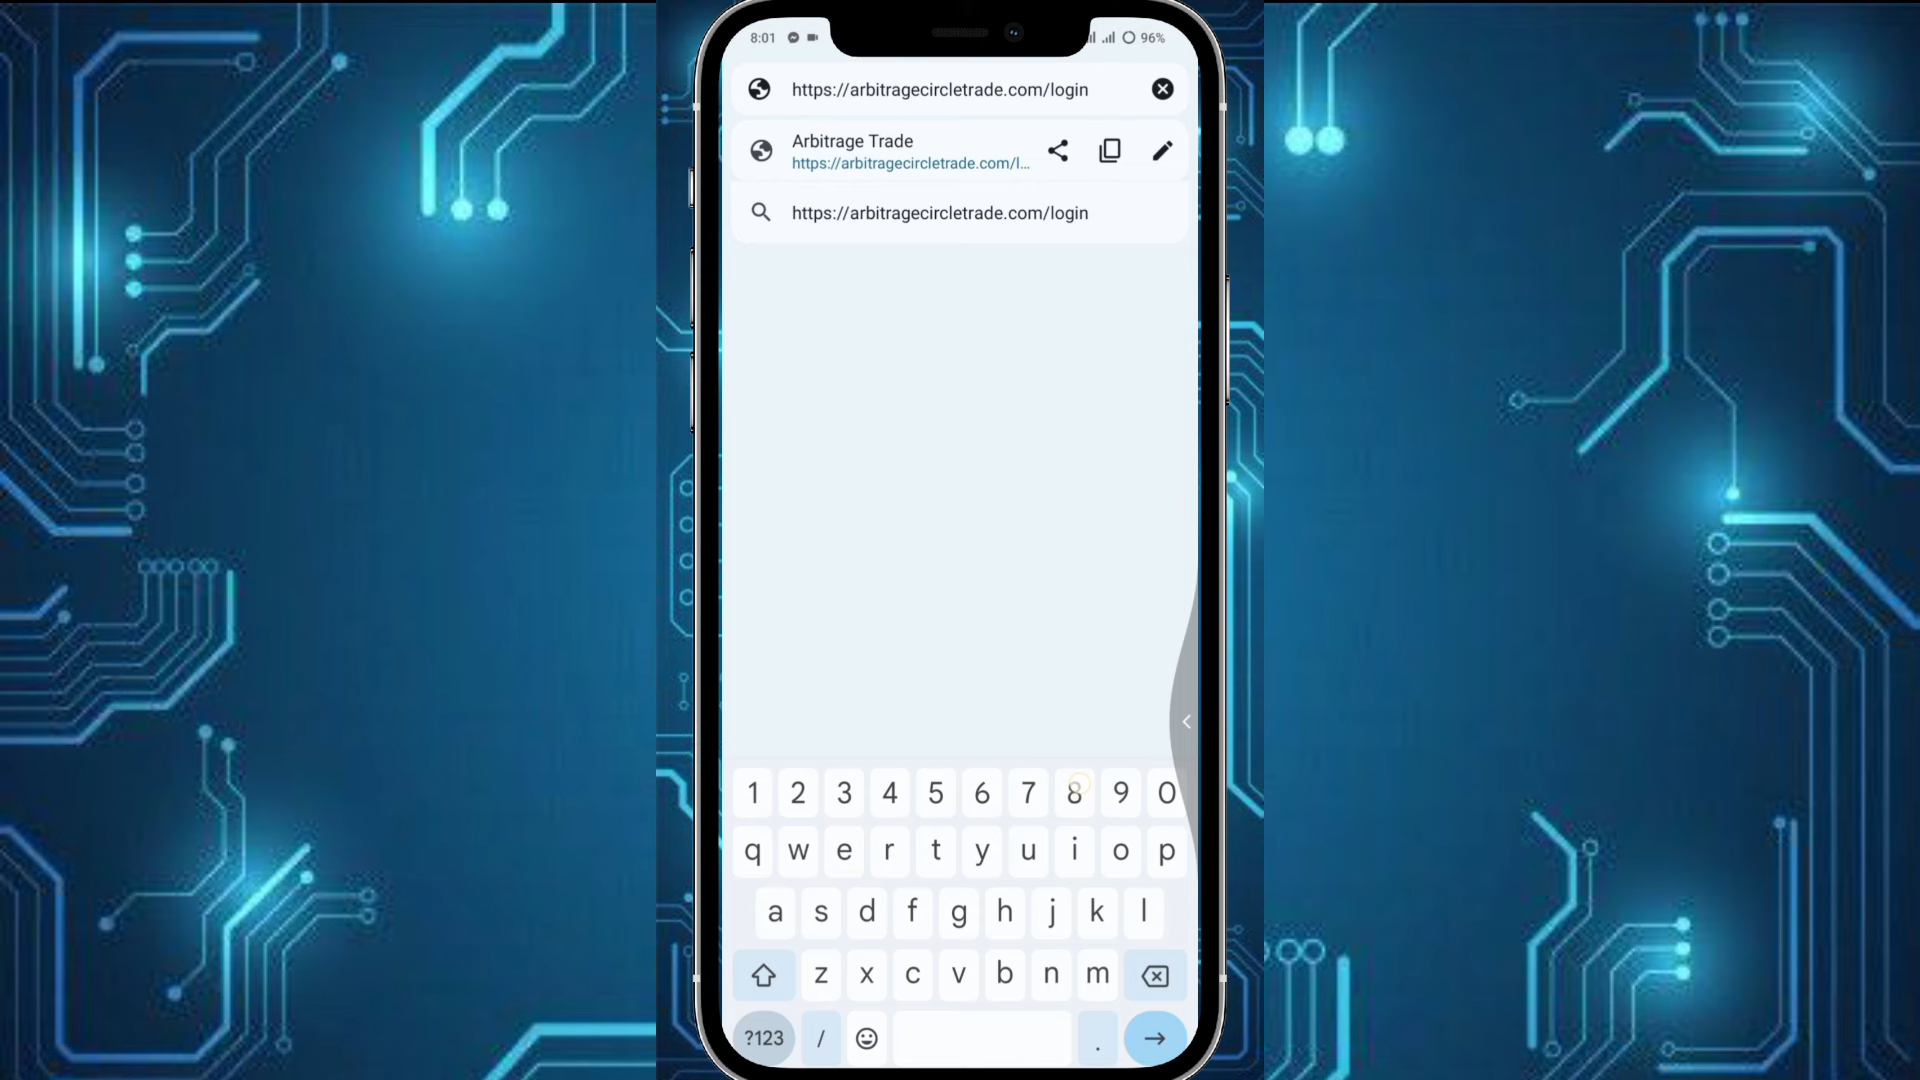 8:01 96%
https://arbitragecircletrade.com/login
Arbitrage Trade
https://arbitragecircletrade.com/l...
https://arbitragecircletrade.com/login
1 2 3 4 5 6 7 8 9 0
q w e r t y u i o p
a s d f g h j k l
z x c v b n m
?123 / .